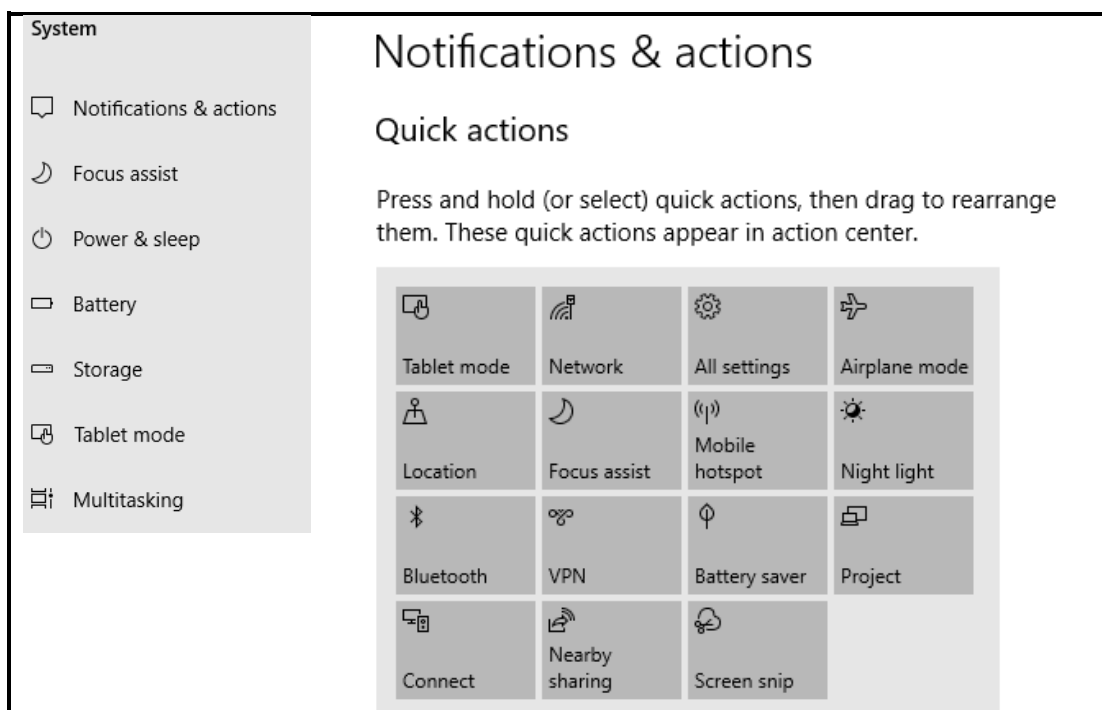 System
Notifications & actions
Focus assist
Power & sleep
Battery
Storage
Tablet mode
Multitasking
Notifications & actions
Quick actions
Press and hold (or select) quick actions, then drag to rearrange
them. These quick actions appear in action center.
Tablet mode
Network
All settings
Airplane mode
Location
Focus assist
Mobile
hotspot
Night light
Bluetooth
VPN
Battery saver
Project
Connect
Nearby
sharing
Screen snip